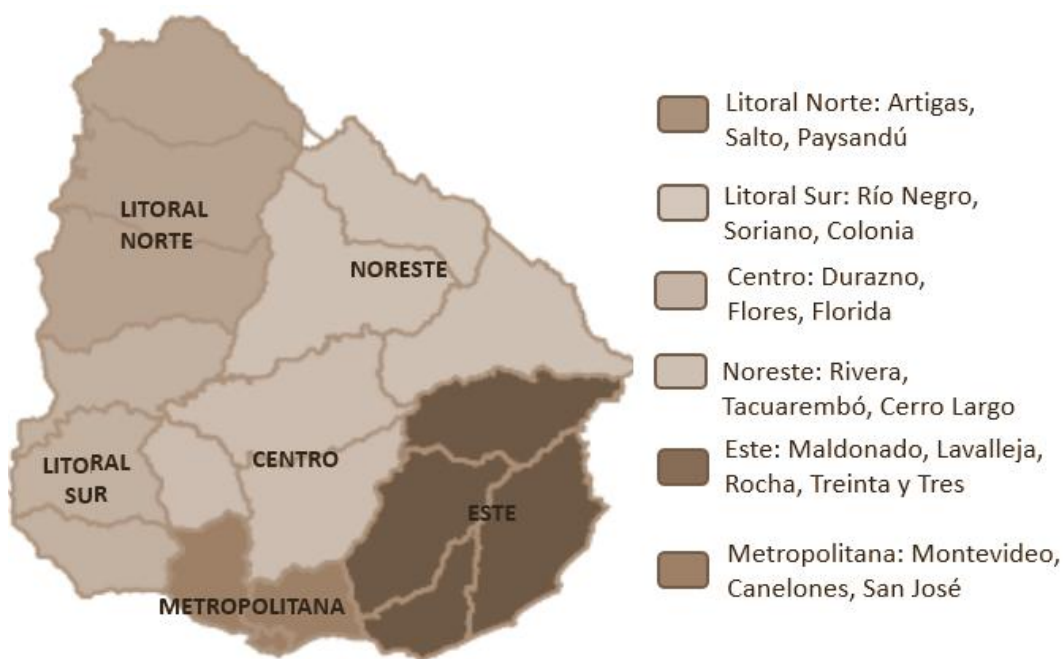 LITORAL
NORTE
NORESTE
CENTRO
LITORAL
SUR
ESTE
METROPOLITANA
Litoral Norte: Artigas,
Salto, Paysandú
Litoral Sur: Río Negro,
Soriano, Colonia
Centro: Durazno,
Flores, Florida
Noreste: Rivera,
Tacuarembó, Cerro Largo
Este: Maldonado, Lavalleja,
Rocha, Treinta y Tres
Metropolitana: Montevideo,
Canelones, San José